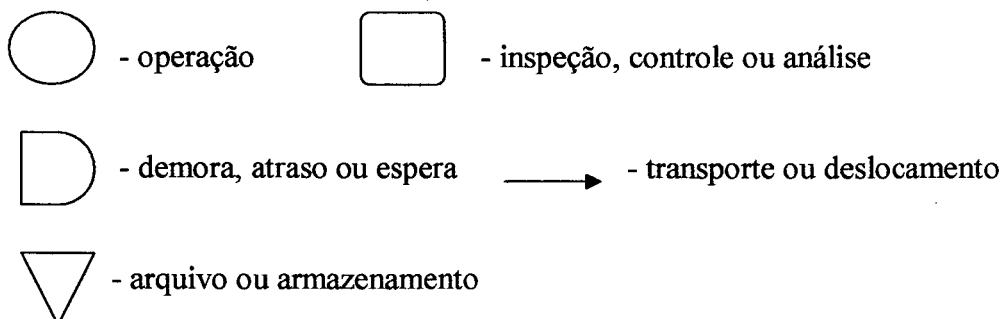 - operação - inspeção, controle ou análise
- demora, atraso ou espera - transporte ou deslocamento
- arquivo ou armazenamento